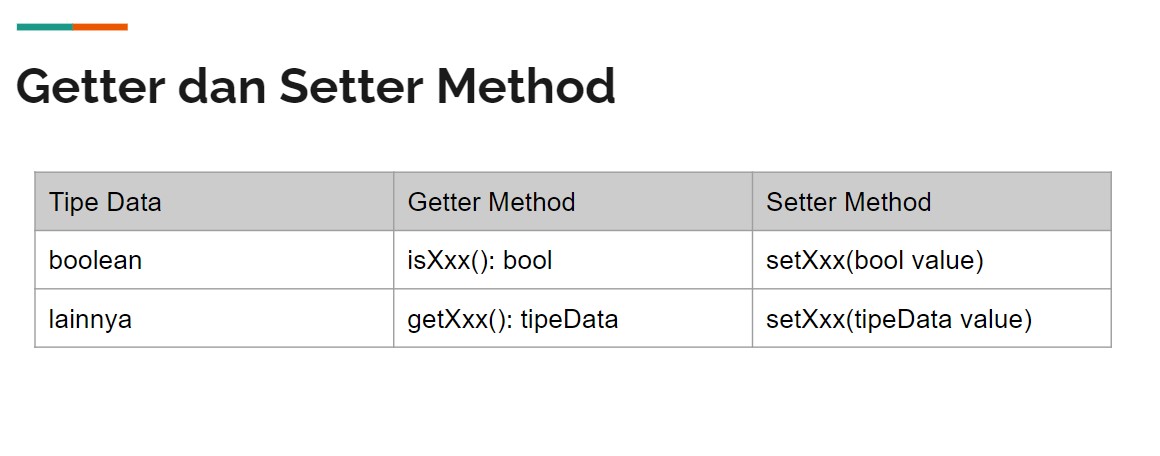 Getter dan Setter Method
Tipe Data Getter Method Setter Method
boolean isXxx(): bool setXxx(bool value)
lainnya getXxx(): tipeData setXxx(tipeData value)